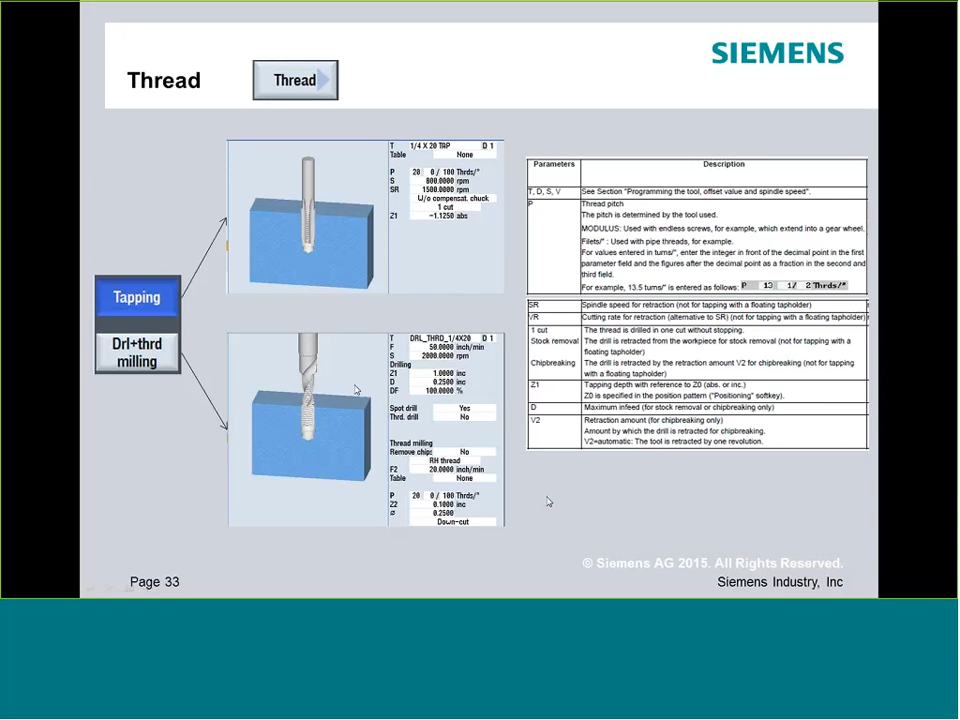 SIEMENS
Thread
Thread
T 1/4 X 20 TAP D 1
Table None
P 20 0 / 100 Thrds/"
S 800.0000 rpm
SR 1500.0000 rpm
W/o compensat. chuck
1 cut
Z1 -1.1250 abs
Tapping
Drl+thrd
milling
T DRL_THRD_1/4X20 D 1
F 50.0000 inch/min
S 2000.0000 rpm
Drilling
Z1 1.0000 inc
D 0.2500 inc
DF 100.0000 %
Spot drill Yes
Thrd. drill No
Thread milling
Remove chip: No
RH thread
F2 20.0000 inch/min
Table None
P 20 0 / 100 Thrds/"
Z2 0.1000 inc
⌀ 0.2500
Down-cut
Parameters Description
T, D, S, V See Section "Programming the tool, offset value and spindle speed".
P Thread pitch
The pitch is determined by the tool used.
MODULUS: Used with endless screws, for example, which extend into a gear wheel.
Filets/" : Used with pipe threads, for example.
For values entered in turns/", enter the integer in front of the decimal point in the first
parameter field and the figures after the decimal point as a fraction in the second and
third field.
For example, 13.5 turns/" is entered as follows: P 13 1/ 2 Thrds/"
SR Spindle speed for retraction (not for tapping with a floating tapholder)
VR Cutting rate for retraction (alternative to SR) (not for tapping with a floating tapholder)
1 cut The thread is drilled in one cut without stopping.
Stock removal The drill is retracted from the workpiece for stock removal (not for tapping with a
floating tapholder)
Chipbreaking The drill is retracted by the retraction amount V2 for chipbreaking (not for tapping
with a floating tapholder)
Z1 Tapping depth with reference to Z0 (abs. or inc.)
Z0 is specified in the position pattern ("Positioning" softkey).
D Maximum infeed (for stock removal or chipbreaking only)
V2 Retraction amount (for chipbreaking only)
Amount by which the drill is retracted for chipbreaking.
V2=automatic: The tool is retracted by one revolution.
© Siemens AG 2015. All Rights Reserved.
Page 33
Siemens Industry, Inc